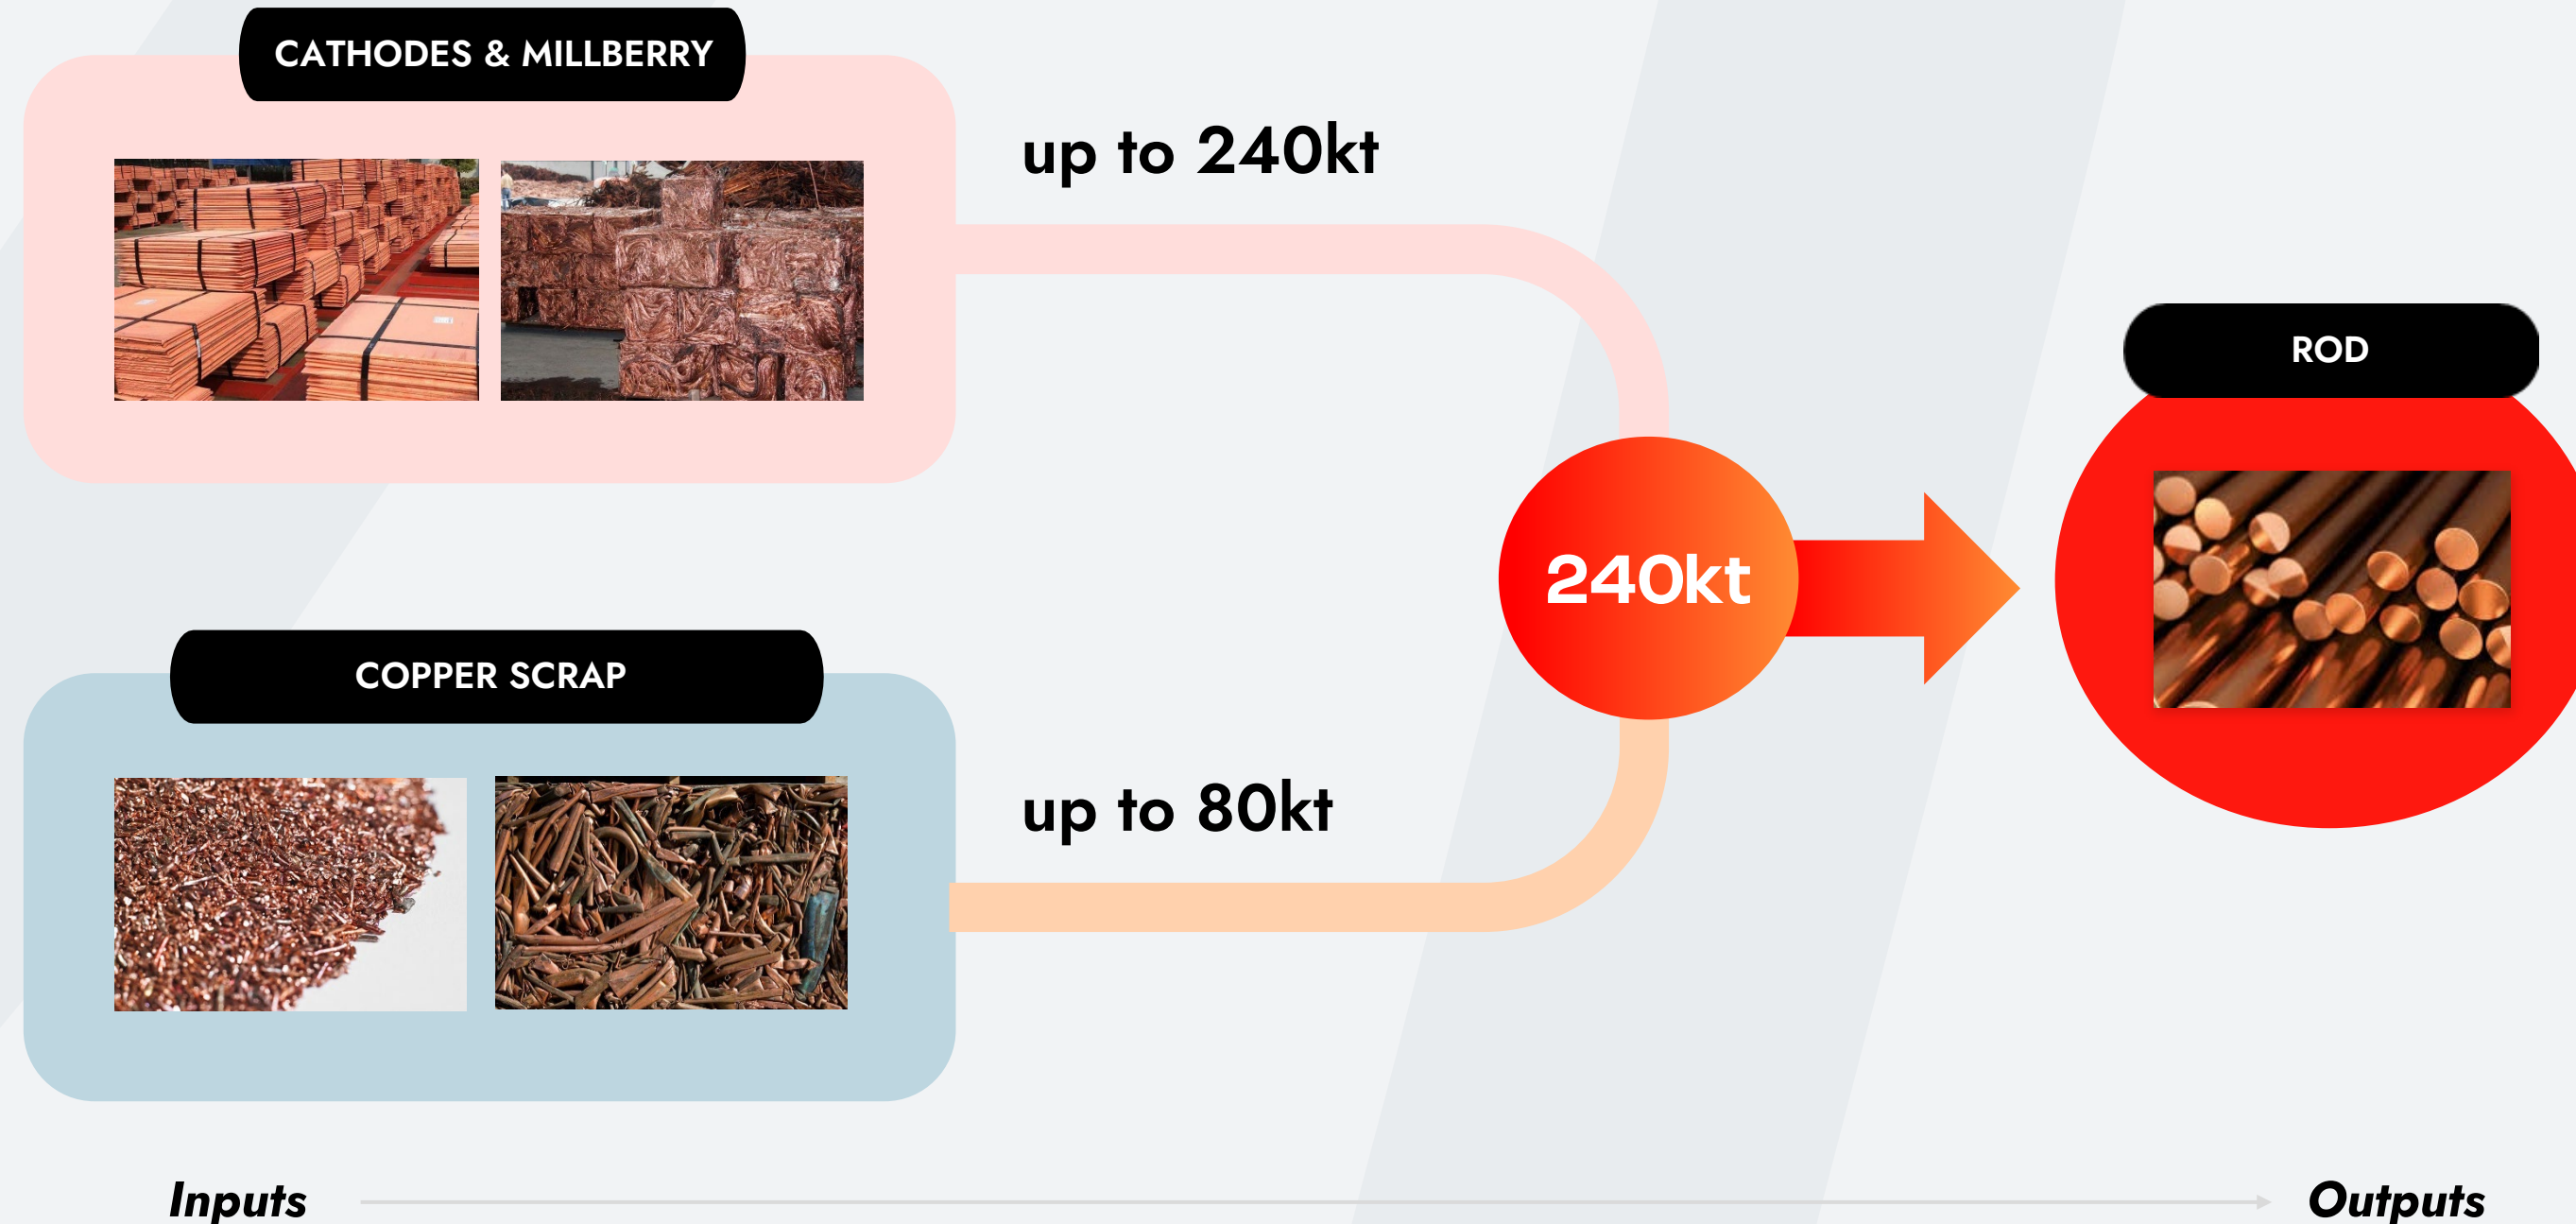 CATHODES & MILLBERRY
up to 240kt
ROD
240kt
COPPER SCRAP
up to 80kt
Inputs
Outputs